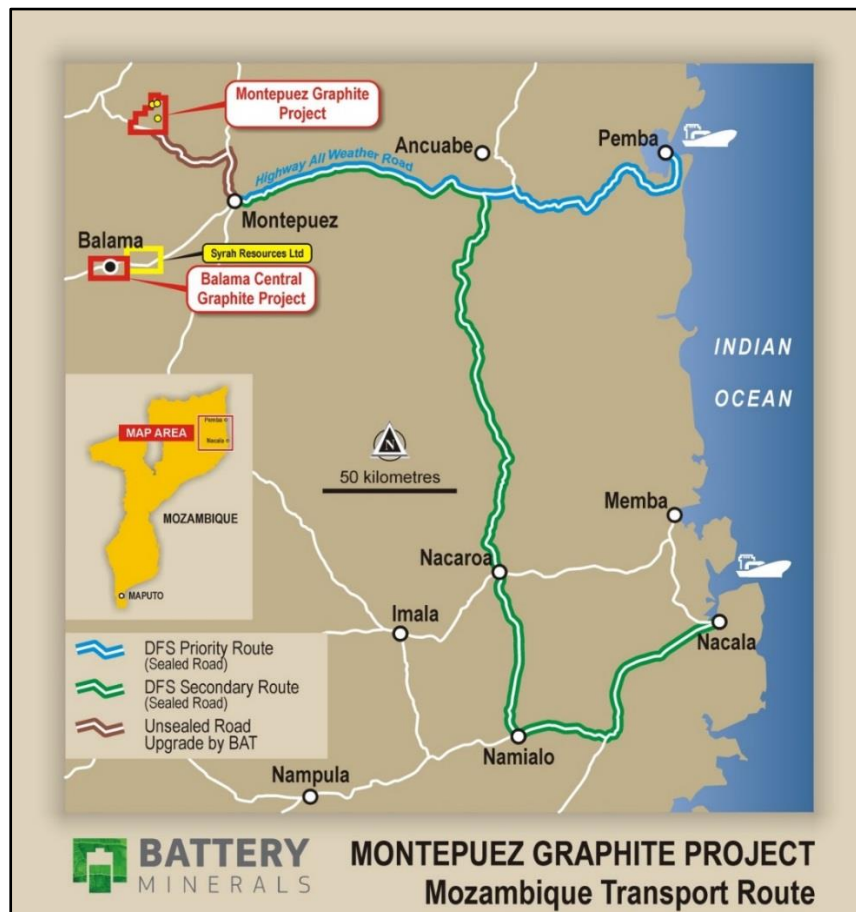 Montepuez Graphite
Project
Ancuabe
Pemba
Highway All Weather Road
Montepuez
Balama
Syrah Resources Ltd
Balama Central
Graphite Project
INDIAN
OCEAN
MAP AREA
Pemba
Nacala
MOZAMBIQUE
MAPUTO
N
50 kilometres
Memba
Nacaroa
Imala
Nacala
Namialo
Nampula
DFS Priority Route
(Sealed Road)
DFS Secondary Route
(Sealed Road)
Unsealed Road
Upgrade by BAT
BATTERY
MINERALS
MONTEPUEZ GRAPHITE PROJECT
Mozambique Transport Route